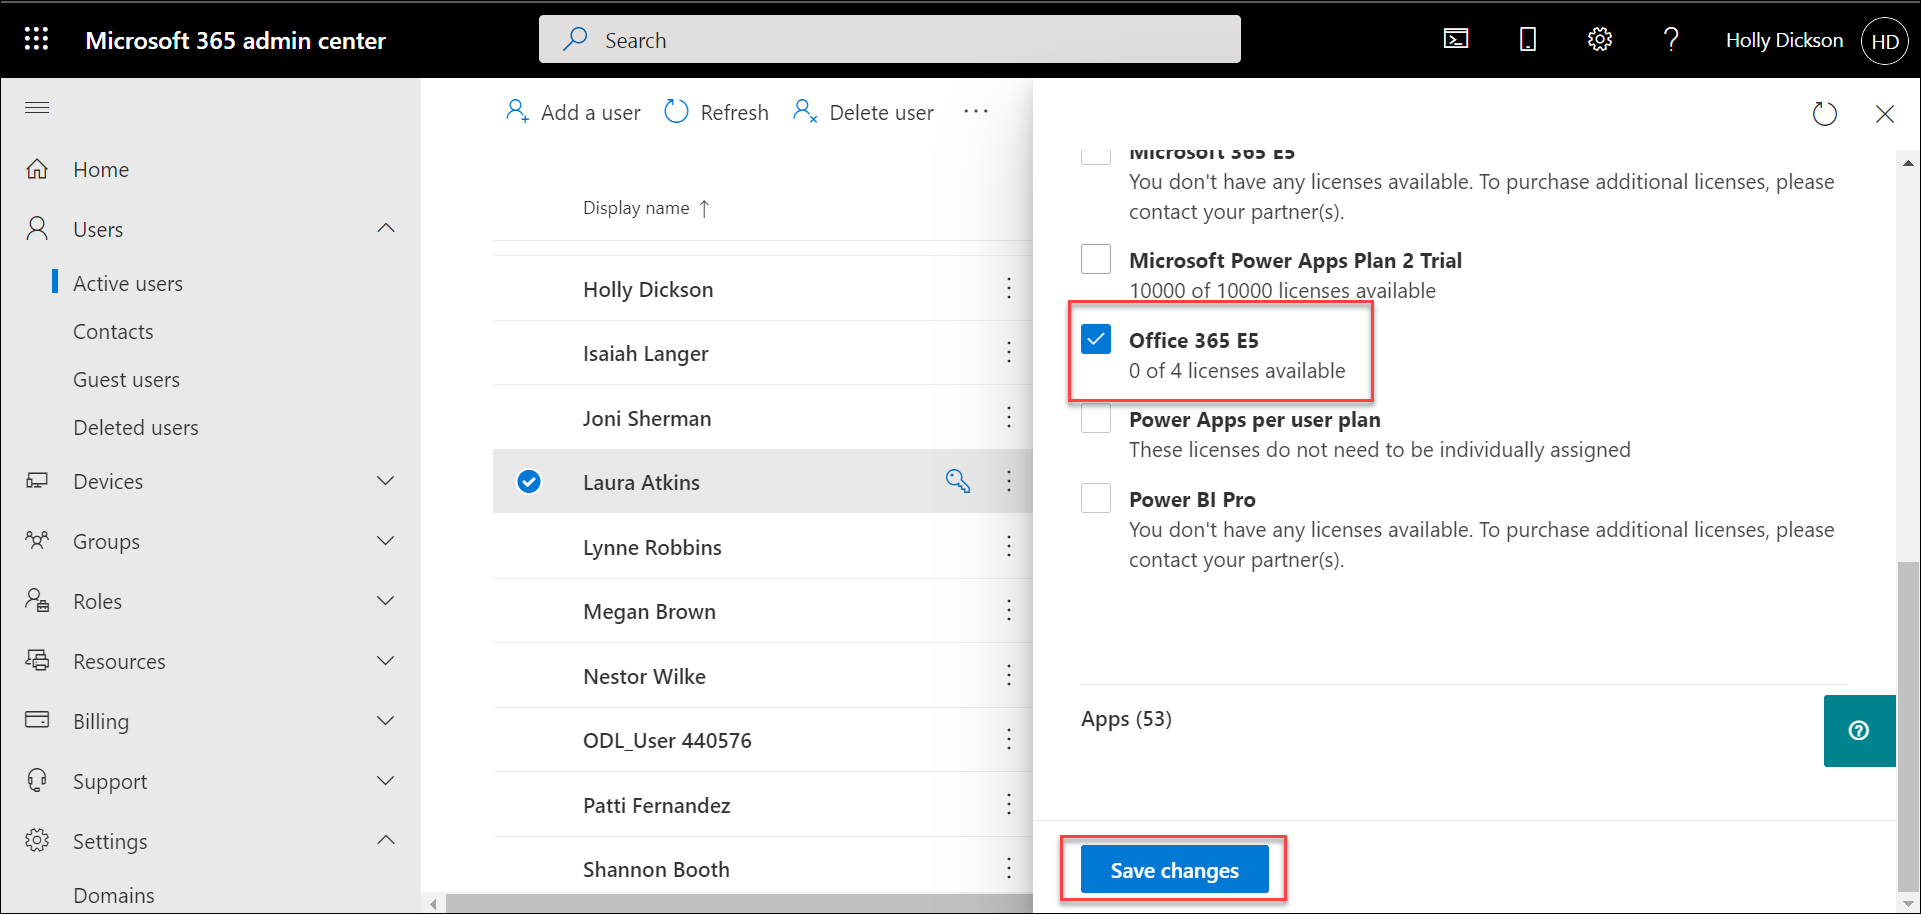 Microsoft 365 admin center
Search
Holly Dickson
HD
Home
Users
Active users
Contacts
Guest users
Deleted users
Devices
Groups
Roles
Resources
Billing
Support
Settings
Domains
Add a user
Refresh
Delete user
Display name ↑
Holly Dickson
Isaiah Langer
Joni Sherman
Laura Atkins
Lynne Robbins
Megan Brown
Nestor Wilke
ODL_User 440576
Patti Fernandez
Shannon Booth
Microsoft 365 E5
You don't have any licenses available. To purchase additional licenses, please
contact your partner(s).
Microsoft Power Apps Plan 2 Trial
10000 of 10000 licenses available
Office 365 E5
0 of 4 licenses available
Power Apps per user plan
These licenses do not need to be individually assigned
Power BI Pro
You don't have any licenses available. To purchase additional licenses, please
contact your partner(s).
Apps (53)
Save changes